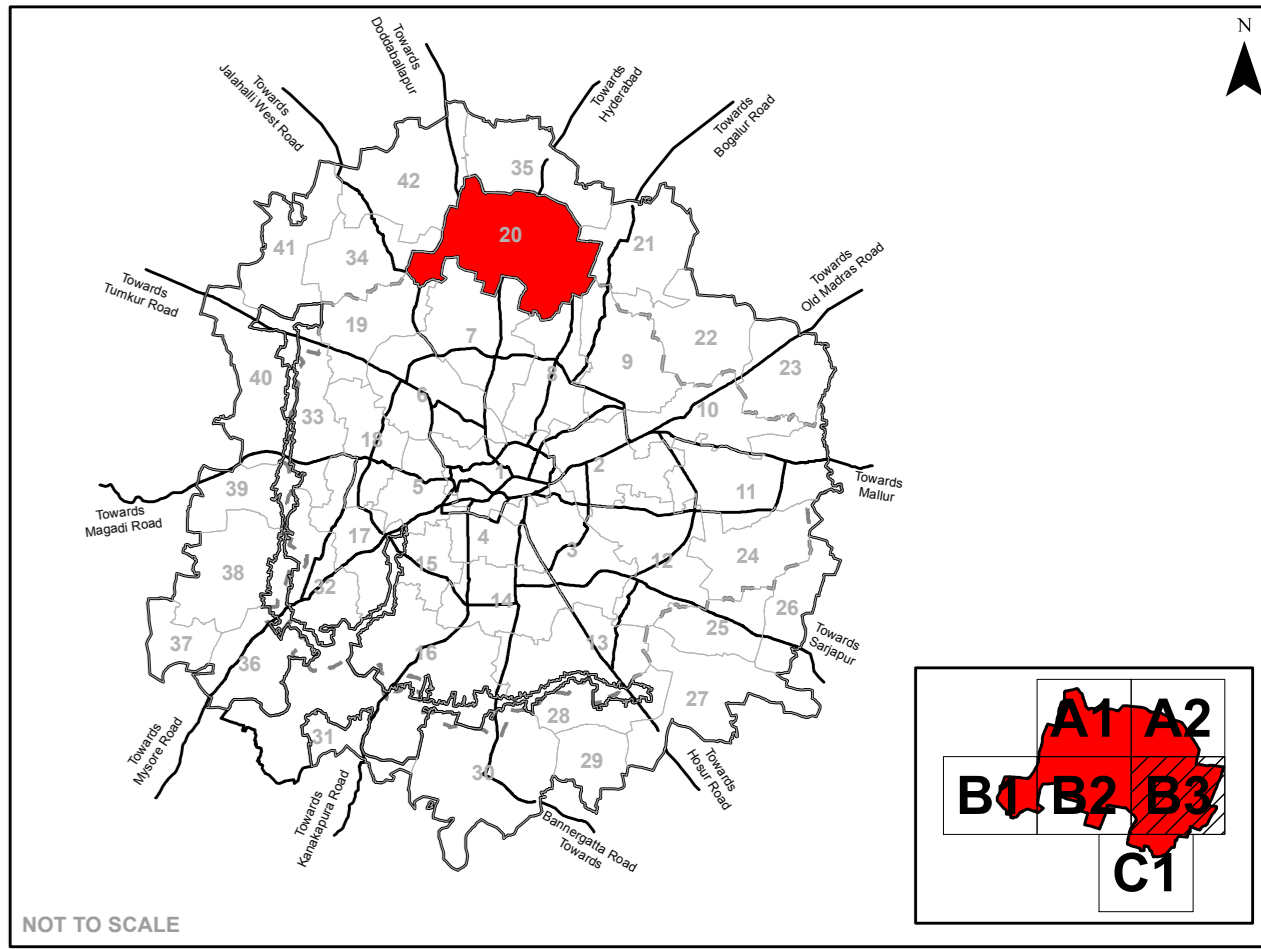 N
Towards
Doddaballapur
Towards
Hyderabad
Towards
Jalahalli West Road
Towards
Bogalur Road
35
42
20
21
41
34
Towards
Old Madras Road
Towards
Tumkur Road
19
7
22
9
23
8
40
6
10
33
18
1
2
5
11
39
Towards
Mallur
Towards
Magadi Road
17
4
3
15
12
24
38
32
14
26
25
37
36
16
13
Towards
Sarjapur
27
28
31
30
29
Towards
Mysore Road
Towards
Kanakapura Road
Bannergatta Road
Towards
Towards
Hosur Road
A1 A2
B1 B2 B3
C1
NOT TO SCALE